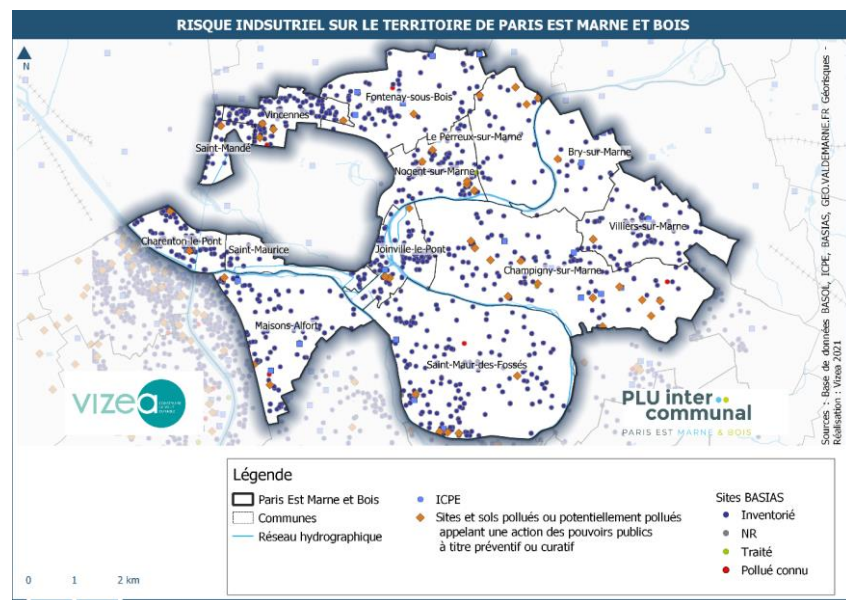 RISQUE INDSUTRIEL SUR LE TERRITOIRE DE PARIS EST MARNE ET BOIS
N
Fontenay-sous-Bois
Vincennes
Saint-Mandé
Le Perreux-sur-Marne
Bry-sur-Marne
Nogent-sur-Marne
Villiers-sur-Marne
Charenton-le-Pont
Saint-Maurice
Joinville-le-Pont
Champigny-sur-Marne
Maisons-Alfort
Saint-Maur-des-Fossés
vizea
PLU inter
communal
PARIS EST MARNE & BOIS
Sources : Base de données BASOL, ICPE, BASIAS, GEO.VALDEMARNE.FR Géorisques -
Réalisation : Vizea 2021
Légende
Paris Est Marne et Bois
Communes
Réseau hydrographique
ICPE
Sites et sols pollués ou potentiellement pollués
appelant une action des pouvoirs publics
à titre préventif ou curatif
Sites BASIAS
Inventorié
NR
Traité
Pollué connu
0 1 2 km